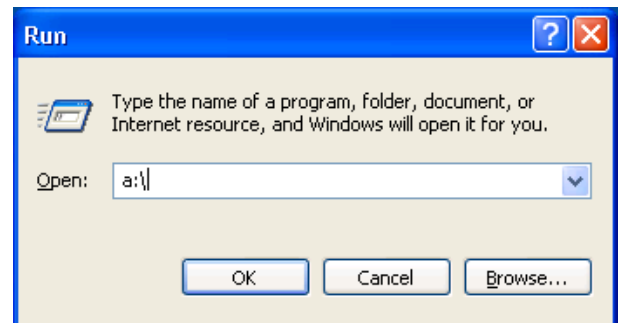 Run
Type the name of a program, folder, document, or
Internet resource, and Windows will open it for you.
Open: a:\
OK Cancel Browse...